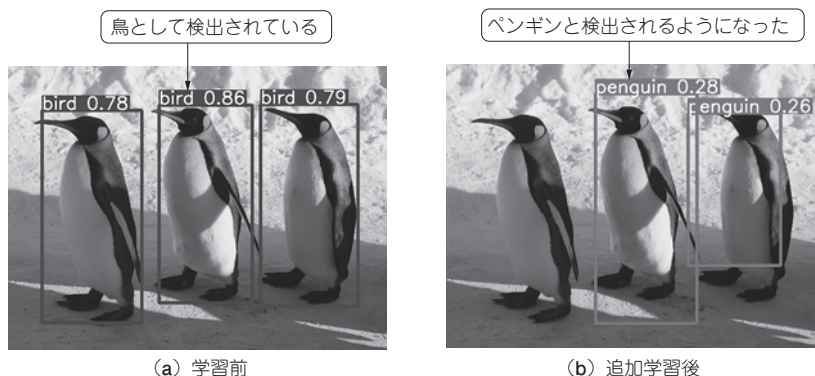 鳥として検出されている
ペンギンと検出されるようになった
bird 0.78
bird 0.86
bird 0.79
penguin 0.28
enguin 0.26
(a) 学習前
(b) 追加学習後